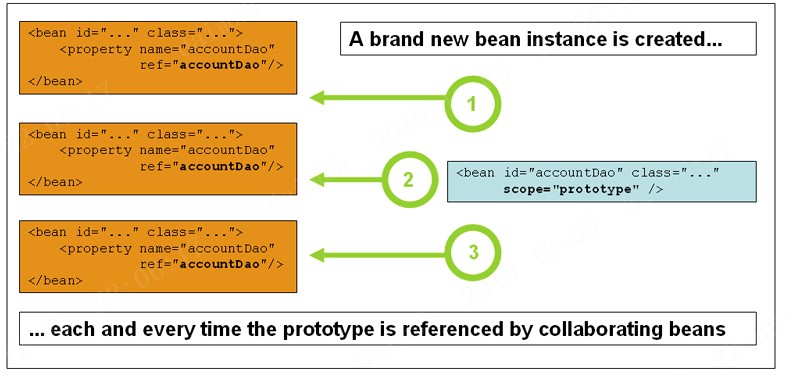 <bean id="..." class="...">
<property name="accountDao"
ref="accountDao"/>
</bean>
A brand new bean instance is created...
1
<bean id="..." class="...">
<property name="accountDao"
ref="accountDao"/>
</bean>
2
<bean id="accountDao" class="..."
scope="prototype" />
<bean id="..." class="...">
<property name="accountDao"
ref="accountDao"/>
</bean>
3
... each and every time the prototype is referenced by collaborating beans